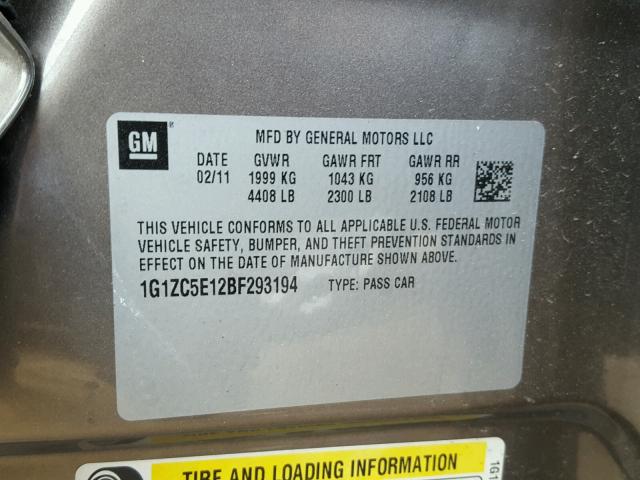 GM ®
MFD BY GENERAL MOTORS LLC
DATE GVWR GAWR FRT GAWR RR
02/11 1999 KG 1043 KG 956 KG
4408 LB 2300 LB 2108 LB
THIS VEHICLE CONFORMS TO ALL APPLICABLE U.S. FEDERAL MOTOR
VEHICLE SAFETY, BUMPER, AND THEFT PREVENTION STANDARDS IN
EFFECT ON THE DATE OF MANUFACTURE SHOWN ABOVE.
1G1ZC5E12BF293194 TYPE: PASS CAR
TIRE AND LOADING INFORMATION
1G1